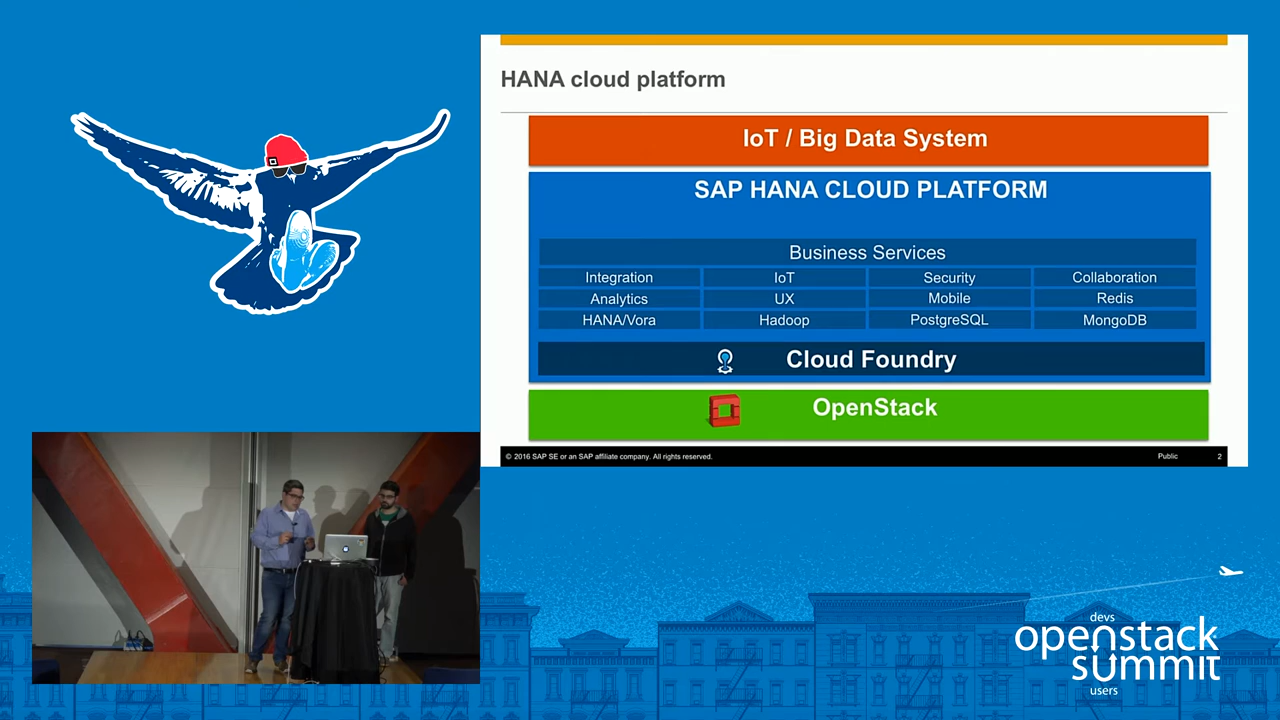 HANA cloud platform
IoT / Big Data System
SAP HANA CLOUD PLATFORM
Business Services
Integration IoT Security Collaboration
Analytics UX Mobile Redis
HANA/Vora Hadoop PostgreSQL MongoDB
Cloud Foundry
OpenStack
© 2016 SAP SE or an SAP affiliate company. All rights reserved. Public 2
devs
openstack
summit
users